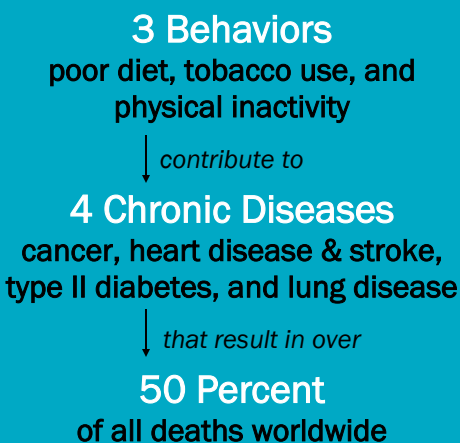 3 Behaviors
poor diet, tobacco use, and
physical inactivity
contribute to
4 Chronic Diseases
cancer, heart disease & stroke,
type II diabetes, and lung disease
that result in over
50 Percent
of all deaths worldwide